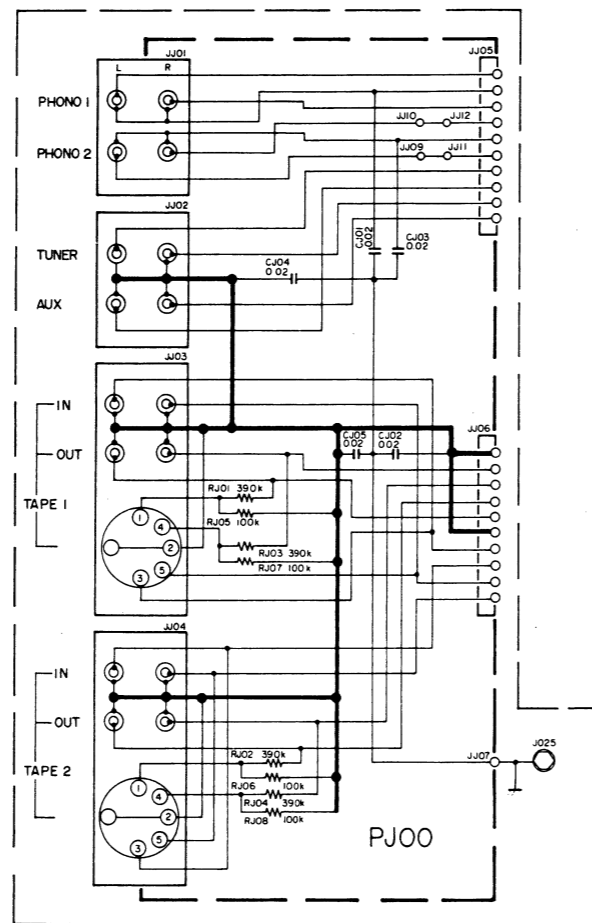 JJ01
JJ05
L R
PHONO 1
JJ10 JJ12
PHONO 2
JJ09 JJ11
JJ02
TUNER
CJ04
0.02
CJ01
0.02
CJ03
0.02
AUX
JJ03
IN
OUT
CJ05
0.02
CJ02
0.02
JJ06
TAPE 1
RJ01 390k
100k
RJ05
RJ03 390k
RJ07 100k
1
4
2
5
3
JJ04
IN
OUT
TAPE 2
RJ02 390k
100k
RJ06
RJ04 390k
RJ08 100k
1
4
2
5
3
JJ07
J025
PJ00